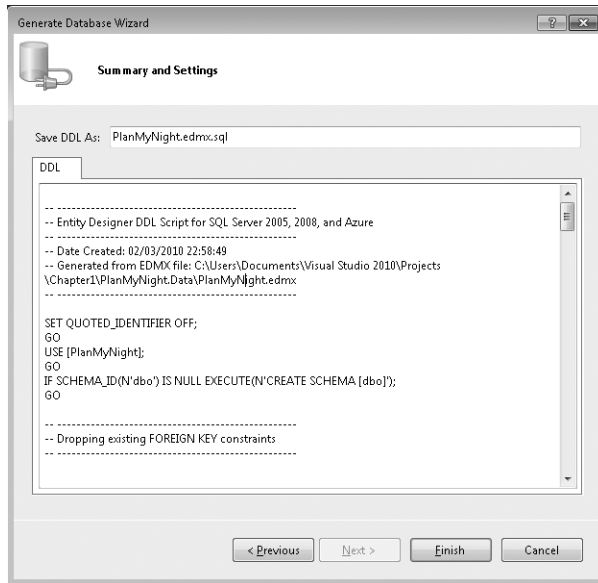 Generate Database Wizard
Summary and Settings
Save DDL As: PlanMyNight.edmx.sql
DDL
-- --------------------------------------------------
-- Entity Designer DDL Script for SQL Server 2005, 2008, and Azure
-- --------------------------------------------------
-- Date Created: 02/03/2010 22:58:49
-- Generated from EDMX file: C:\Users\Documents\Visual Studio 2010\Projects
\Chapter1\PlanMyNight.Data\PlanMyNight.edmx
-- --------------------------------------------------
SET QUOTED_IDENTIFIER OFF;
GO
USE [PlanMyNight];
GO
IF SCHEMA_ID(N'dbo') IS NULL EXECUTE(N'CREATE SCHEMA [dbo]');
GO
-- --------------------------------------------------
-- Dropping existing FOREIGN KEY constraints
-- --------------------------------------------------
< Previous Next > Finish Cancel